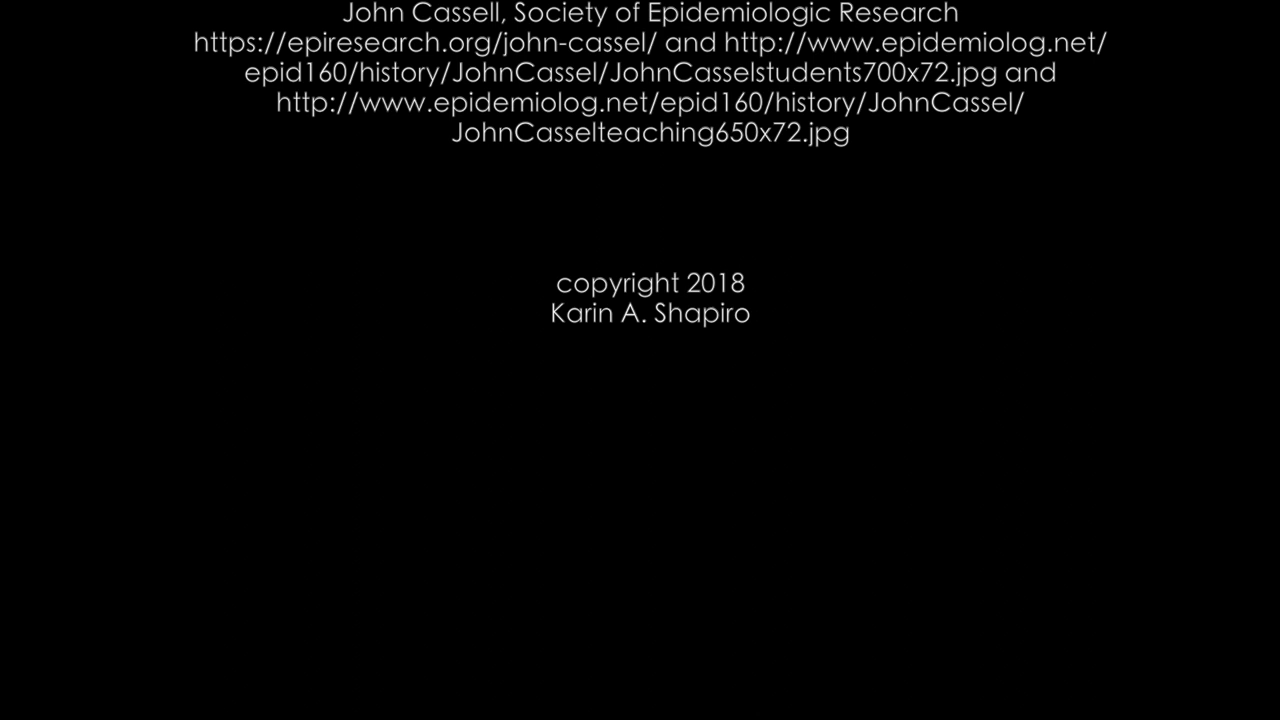 John Cassell, Society of Epidemiologic Research
https://epiresearch.org/john-cassel/ and http://www.epidemiolog.net/
epid160/history/JohnCassel/JohnCasselstudents700x72.jpg and
http://www.epidemiolog.net/epid160/history/JohnCassel/
JohnCasselteaching650x72.jpg
copyright 2018
Karin A. Shapiro